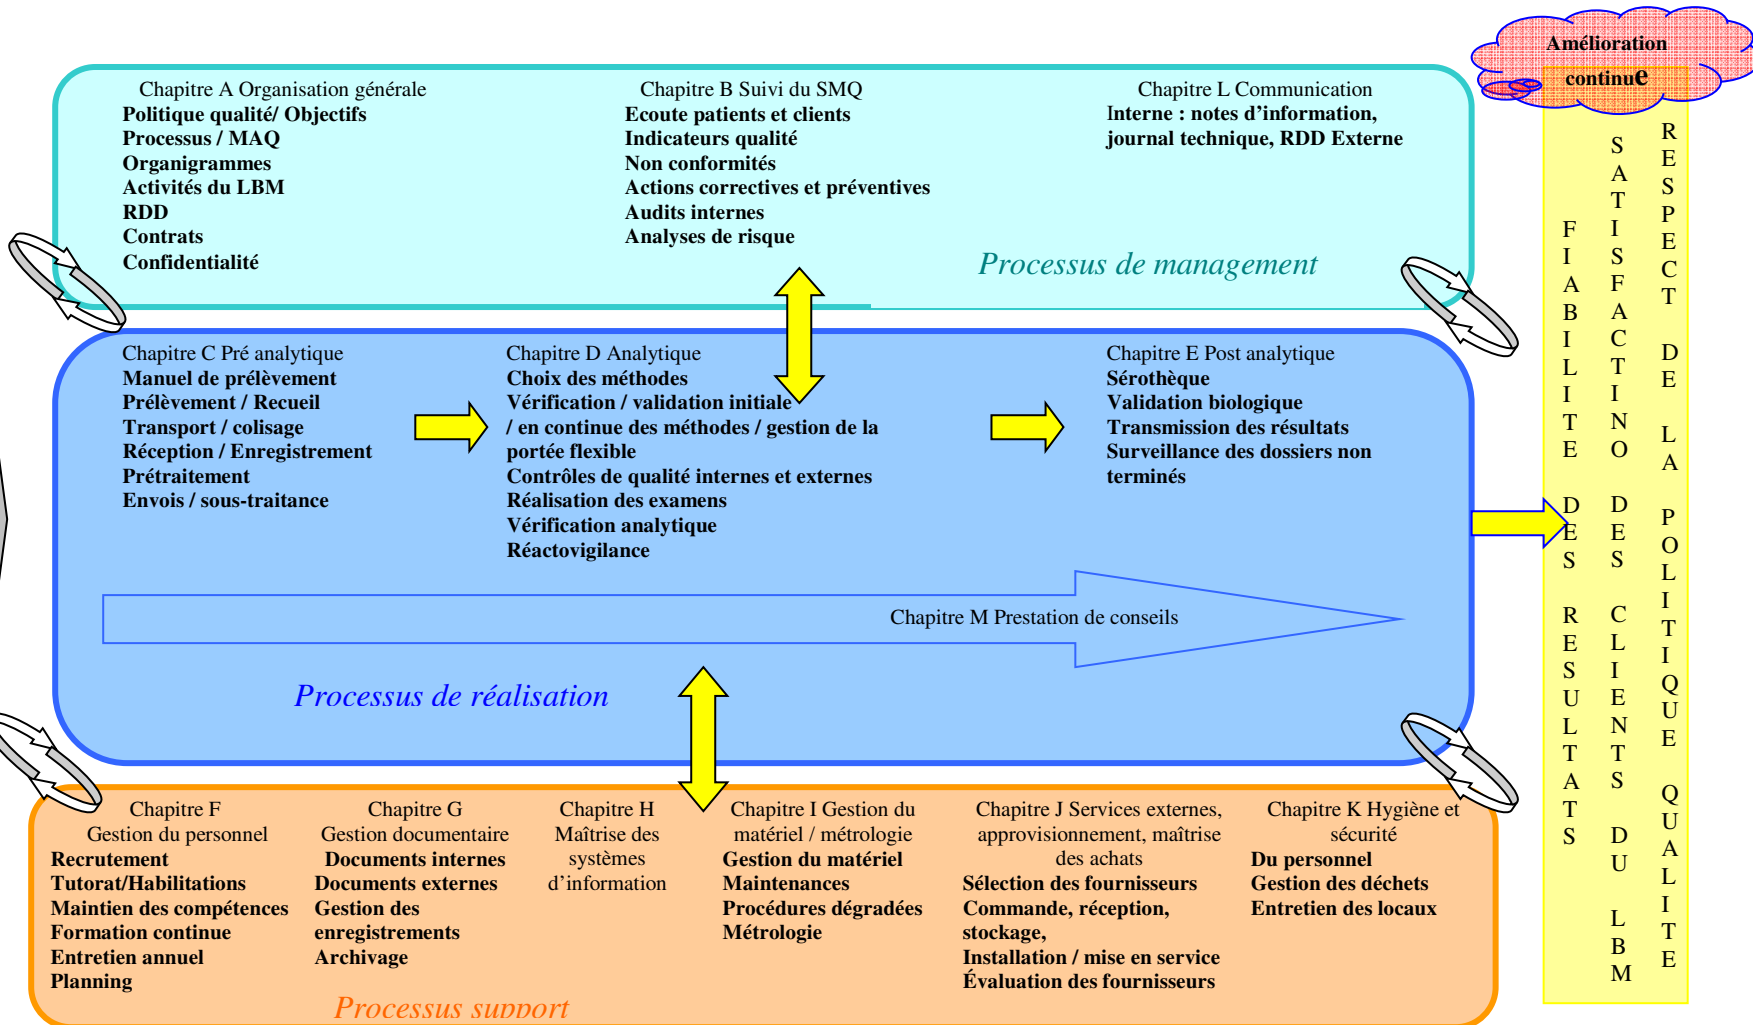 Amélioration
continue
Chapitre A Organisation générale
Politique qualité/ Objectifs
Processus / MAQ
Organigrammes
Activités du LBM
RDD
Contrats
Confidentialité
Chapitre B Suivi du SMQ
Ecoute patients et clients
Indicateurs qualité
Non conformités
Actions correctives et préventives
Audits internes
Analyses de risque
Chapitre L Communication
Interne : notes d’information,
journal technique, RDD Externe
Processus de management
Chapitre C Pré analytique
Manuel de prélèvement
Prélèvement / Recueil
Transport / colisage
Réception / Enregistrement
Prétraitement
Envois / sous-traitance
Chapitre D Analytique
Choix des méthodes
Vérification / validation initiale
/ en continue des méthodes / gestion de la
portée flexible
Contrôles de qualité internes et externes
Réalisation des examens
Vérification analytique
Réactovigilance
Chapitre E Post analytique
Sérothèque
Validation biologique
Transmission des résultats
Surveillance des dossiers non
terminés
Chapitre M Prestation de conseils
Processus de réalisation
Chapitre F
Gestion du personnel
Recrutement
Tutorat/Habilitations
Maintien des compétences
Formation continue
Entretien annuel
Planning
Chapitre G
Gestion documentaire
Documents internes
Documents externes
Gestion des
enregistrements
Archivage
Chapitre H
Maîtrise des
systèmes
d’information
Chapitre I Gestion du
matériel / métrologie
Gestion du matériel
Maintenances
Procédures dégradées
Métrologie
Chapitre J Services externes,
approvisionnement, maîtrise
des achats
Sélection des fournisseurs
Commande, réception,
stockage,
Installation / mise en service
Évaluation des fournisseurs
Chapitre K Hygiène et
sécurité
Du personnel
Gestion des déchets
Entretien des locaux
Processus support
FIABILITE DES RESULTATS
SATISFACTINO DES CLIENTS DU LBM
RESPECT DE LA POLITIQUE QUALITE